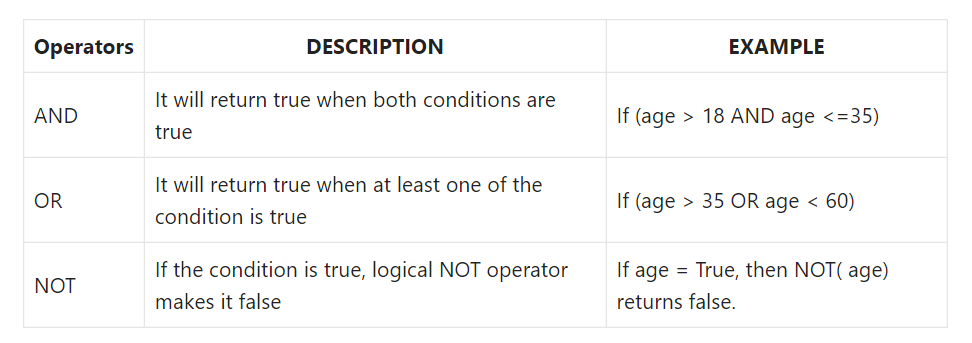 Operators DESCRIPTION EXAMPLE
AND
It will return true when both conditions are
true
If (age > 18 AND age <=35)
OR
It will return true when at least one of the
condition is true
If (age > 35 OR age < 60)
NOT
If the condition is true, logical NOT operator
makes it false
If age = True, then NOT( age)
returns false.